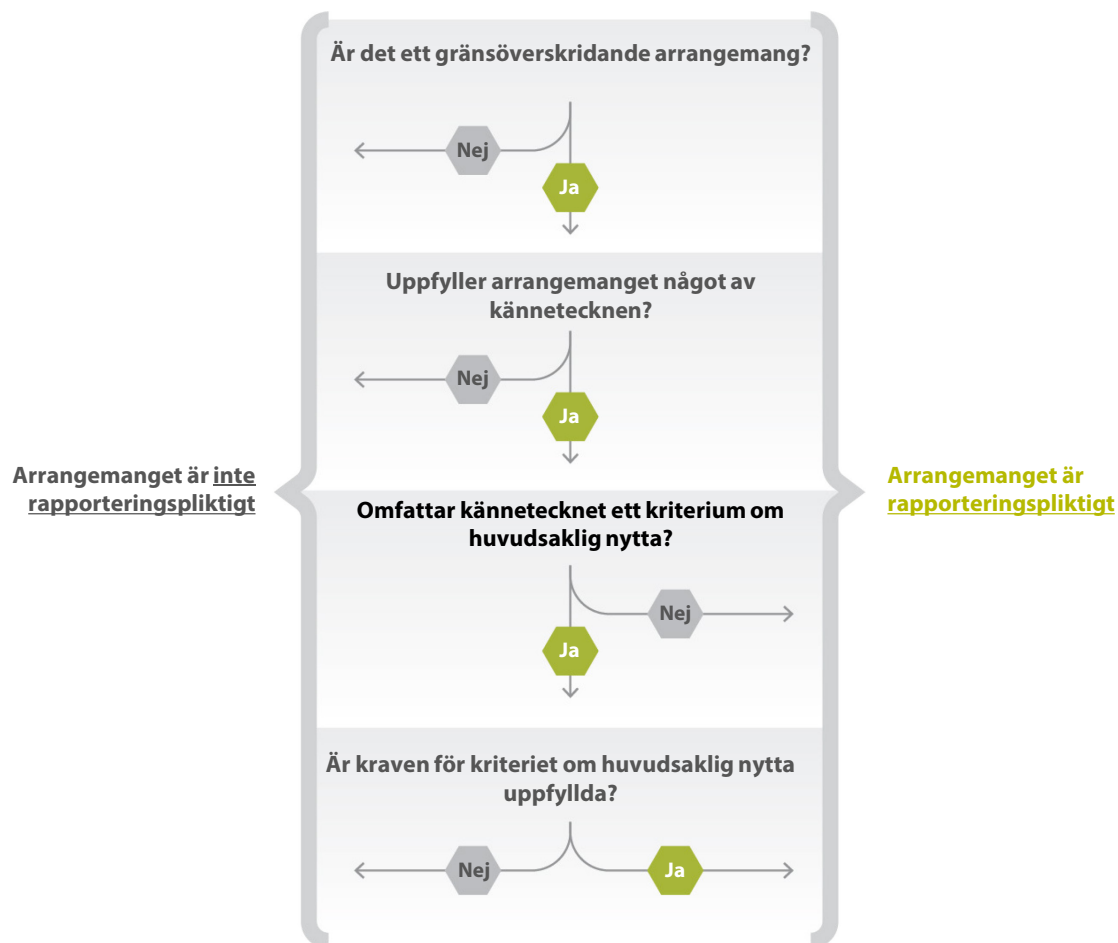 Är det ett gränsöverskridande arrangemang?
Nej
Ja
Uppfyller arrangemanget något av
kännetecknen?
Nej
Ja
Arrangemanget är inte
rapporteringspliktigt
Arrangemanget är
rapporteringspliktigt
Omfattar kännetecknet ett kriterium om
huvudsaklig nytta?
Nej
Ja
Är kraven för kriteriet om huvudsaklig nytta
uppfyllda?
Nej
Ja